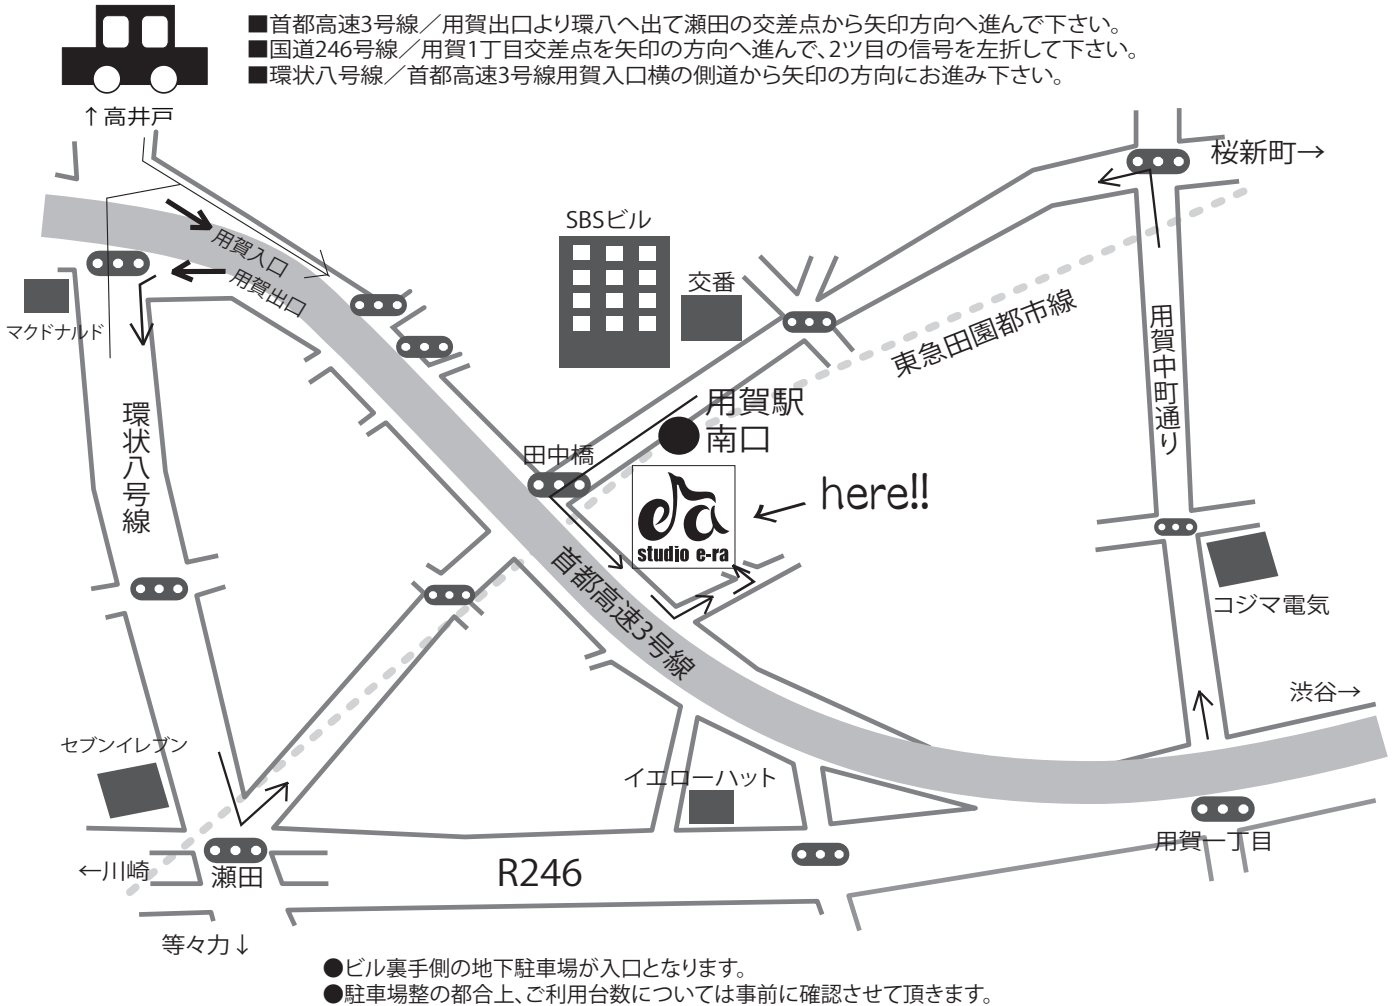 ■首都高速3号線／用賀出口より環八へ出て瀬田の交差点から矢印方向へ進んで下さい。
■国道246号線／用賀1丁目交差点を矢印の方向へ進んで、2ツ目の信号を左折して下さい。
■環状八号線／首都高速3号線用賀入口横の側道から矢印の方向にお進み下さい。
↑高井戸
桜新町→
SBSビル
用賀入口
交番
用賀出口
マクドナルド
東急田園都市線
用賀中町通り
用賀駅
南口
環状八号線
田中橋
here!!
era
studio e-ra
首都高速3号線
コジマ電気
渋谷→
セブンイレブン
イエローハット
用賀一丁目
←川崎
瀬田
R246
等々力↓
●ビル裏手側の地下駐車場が入口となります。
●駐車場整の都合上、ご利用台数については事前に確認させて頂きます。